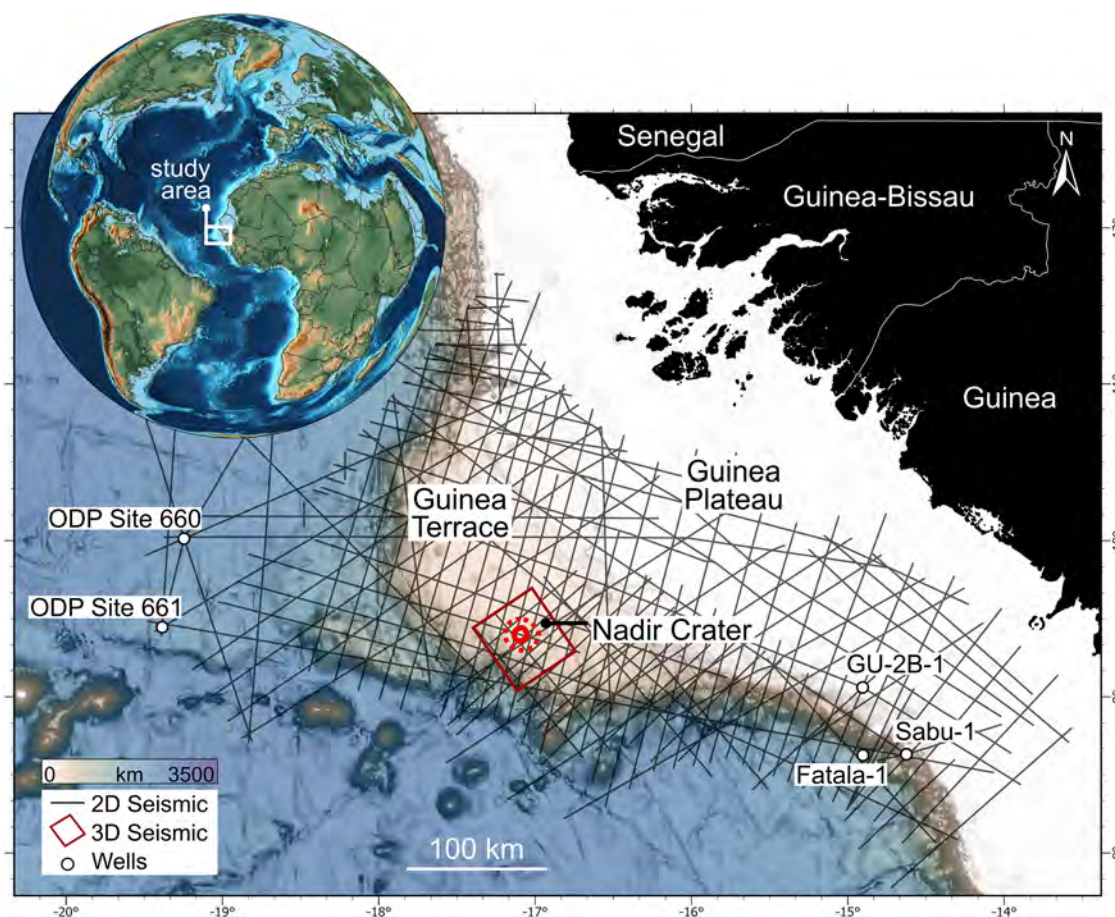 study
area
Senegal
N
Guinea-Bissau
Guinea
Guinea
Plateau
Guinea
Terrace
ODP Site 660
ODP Site 661
Nadir Crater
GU-2B-1
Sabu-1
Fatala-1
0 km 3500
2D Seismic
3D Seismic
Wells
100 km
-20° -19° -18° -17° -16° -15° -14°